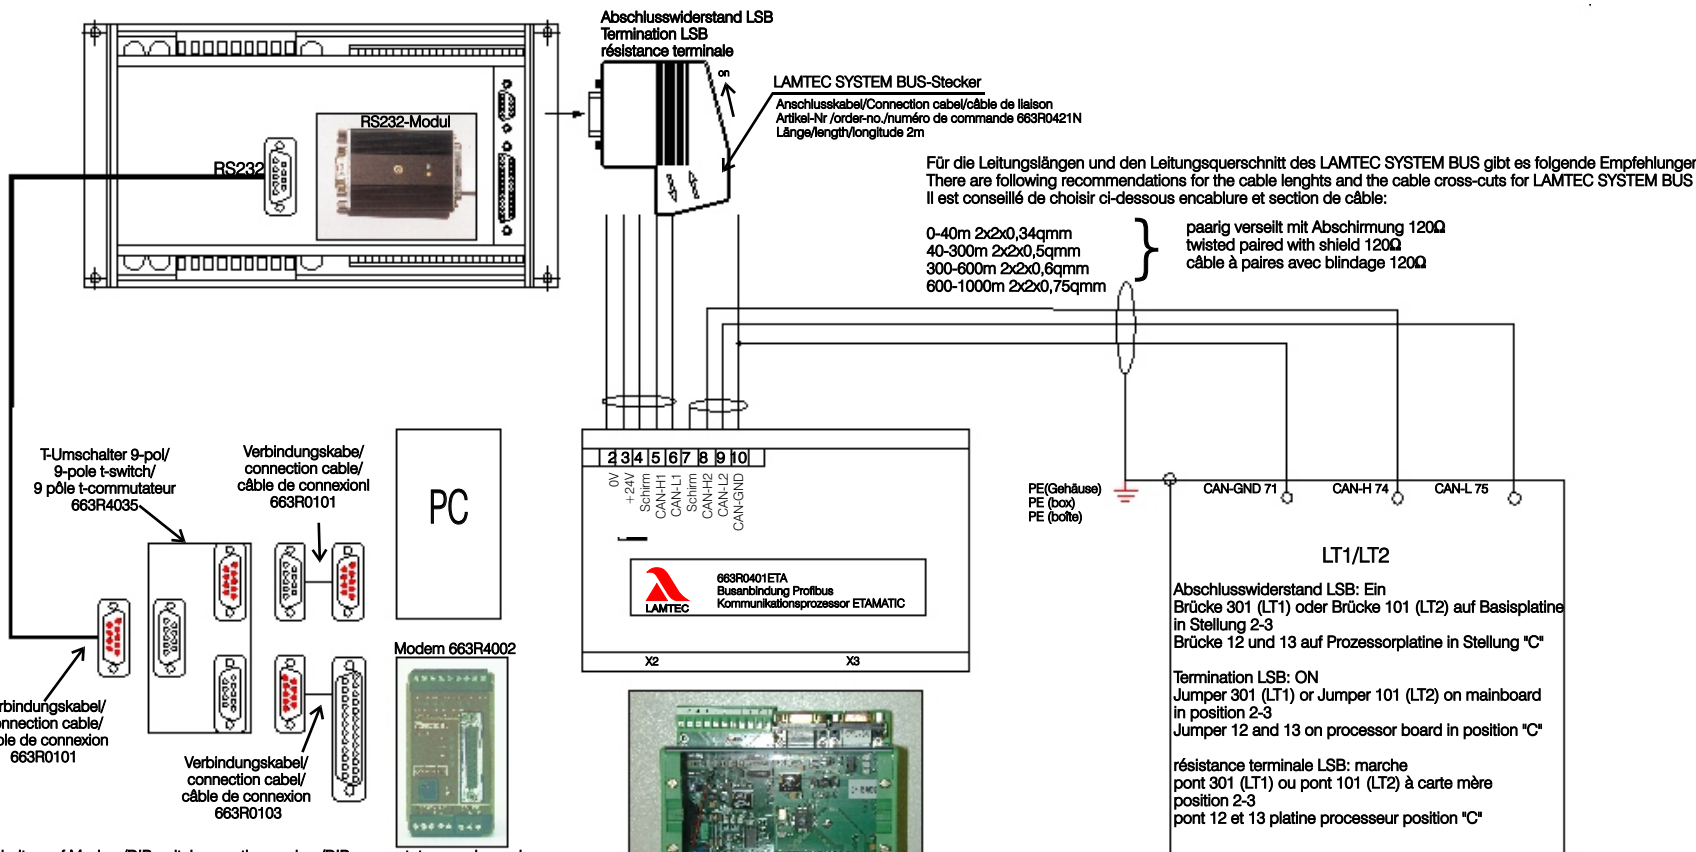 Abschlusswiderstand LSB
Termination LSB
résistance terminale
on
LAMTEC SYSTEM BUS-Stecker
Anschlusskabel/Connection cabel/câble de liaison
Artikel-Nr /order-no./numéro de commande 663R0421N
Länge/length/longitude 2m
RS232-Modul
RS232
Für die Leitungslängen und den Leitungsquerschnitt des LAMTEC SYSTEM BUS gibt es folgende Empfehlungen
There are following recommendations for the cable lenghts and the cable cross-cuts for LAMTEC SYSTEM BUS
Il est conseillé de choisir ci-dessous encablure et section de câble:
0-40m 2x2x0,34qmm
40-300m 2x2x0,5qmm
300-600m 2x2x0,6qmm
600-1000m 2x2x0,75qmm
paarig verseilt mit Abschirmung 120Ω
twisted paired with shield 120Ω
câble à paires avec blindage 120Ω
T-Umschalter 9-pol/
9-pole t-switch/
9 pôle t-commutateur
663R4035
Verbindungskabe/
connection cable/
câble de connexionl
663R0101
PC
2 3 4 5 6 7 8 9 10
0V
+24V
Schirm
CAN-H1
CAN-L1
Schirm
CAN-H2
CAN-L2
CAN-GND
LAMTEC
663R0401ETA
Busanbindung Profibus
Kommunikationsprozessor ETAMATIC
X2
X3
PE(Gehäuse)
PE (box)
PE (boîte)
CAN-GND 71
CAN-H 74
CAN-L 75
LT1/LT2
Abschlusswiderstand LSB: Ein
Brücke 301 (LT1) oder Brücke 101 (LT2) auf Basisplatine
in Stellung 2-3
Brücke 12 und 13 auf Prozessorplatine in Stellung "C"
Termination LSB: ON
Jumper 301 (LT1) or Jumper 101 (LT2) on mainboard
in position 2-3
Jumper 12 and 13 on processor board in position "C"
résistance terminale LSB: marche
pont 301 (LT1) ou pont 101 (LT2) à carte mère
position 2-3
pont 12 et 13 platine processeur position "C"
Modem 663R4002
rbindungskabel/
nnection cable/
ble de connexion
663R0101
Verbindungskabel/
connection cabel/
câble de connexion
663R0103